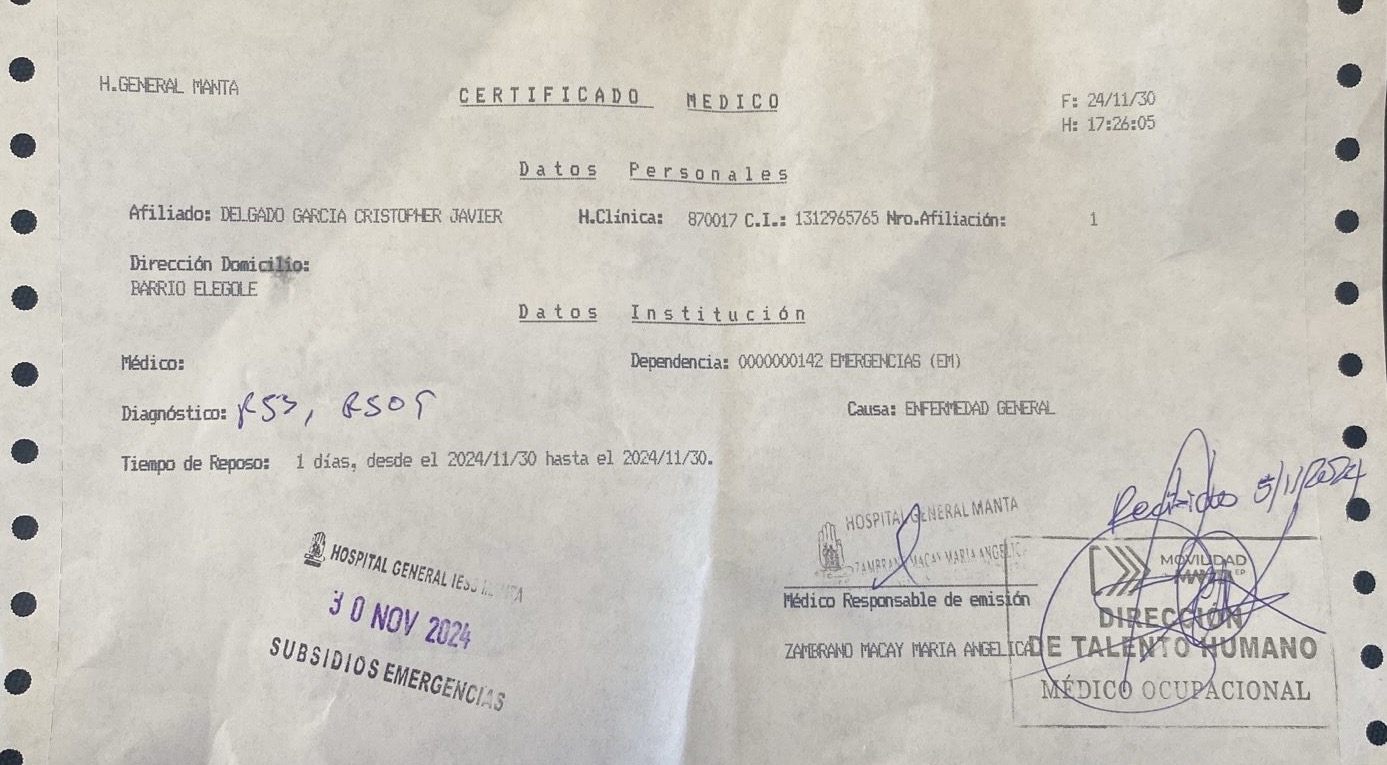 H.GENERAL MANTA
CERTIFICADO MEDICO
F: 24/11/30
H: 17:26:05
Datos Personales
Afiliado: DELGADO GARCIA CRISTOPHER JAVIER H.Clínica: 870017 C.I.: 1312965765 Nro.Afiliación: 1
Dirección Domicilio:
BARRIO ELEGOLE
Datos Institución
Médico:
Dependencia: 0000000142 EMERGENCIAS (EM)
Diagnóstico: R53, R509
Causa: ENFERMEDAD GENERAL
Tiempo de Reposo: 1 días, desde el 2024/11/30 hasta el 2024/11/30.
HOSPITAL GENERAL IESS MANTA
30 NOV 2024
SUBSIDIOS EMERGENCIAS
HOSPITAL GENERAL MANTA
ZAMBRANO MACAY MARIA ANGELICA
Médico Responsable de emisión
ZAMBRANO MACAY MARIA ANGELICA
Recibido 5/11/2024
MOVILIDAD
MANTA EP
DIRECCIÓN
DE TALENTO HUMANO
MÉDICO OCUPACIONAL